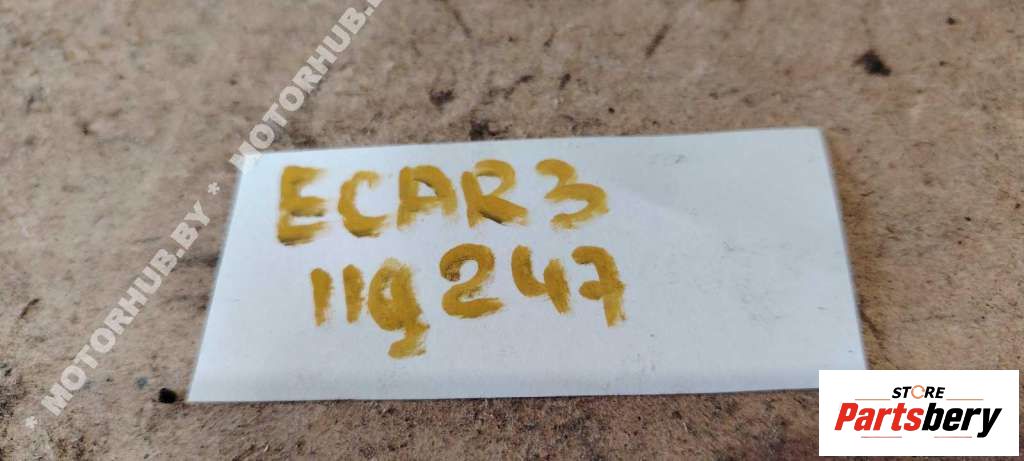 * MOTORHUB.BY * MOTORHUB.BY
ECAR3
119247
STORE
Partsbery